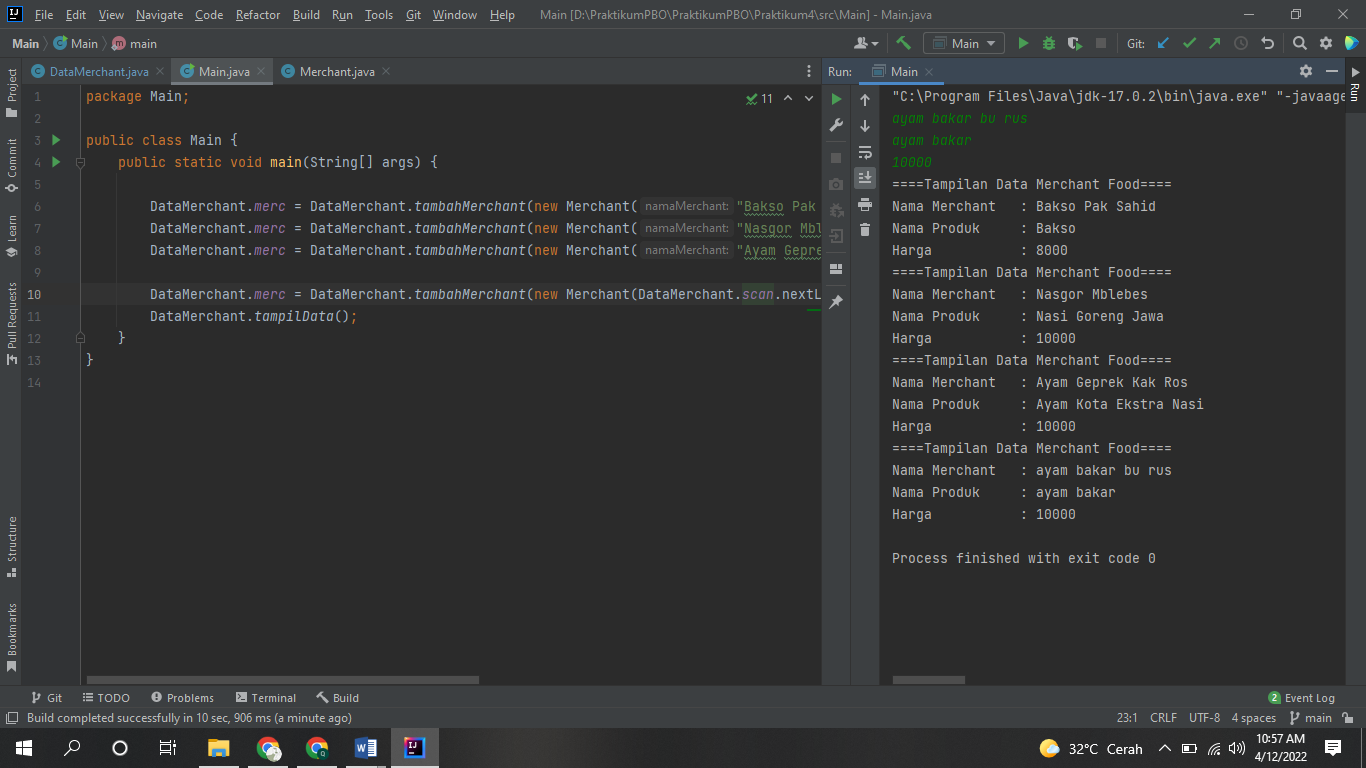 File Edit View Navigate Code Refactor Build Run Tools Git Window Help Main [D:\PraktikumPBO\PraktikumPBO\Praktikum4\src\Main] - Main.java
Main Main main
Main Git:
Project
Commit
Learn
Pull Requests
Structure
Bookmarks
DataMerchant.java Main.java Merchant.java
11
1 package Main;
2
3 public class Main {
4 public static void main(String[] args) {
5
6 DataMerchant.merc = DataMerchant.tambahMerchant(new Merchant( namaMerchant: "Bakso Pak
7 DataMerchant.merc = DataMerchant.tambahMerchant(new Merchant( namaMerchant: "Nasgor Mbl
8 DataMerchant.merc = DataMerchant.tambahMerchant(new Merchant( namaMerchant: "Ayam Gepre
9
10 DataMerchant.merc = DataMerchant.tambahMerchant(new Merchant(DataMerchant.scan.nextL
11 DataMerchant.tampilData();
12 }
13 }
14
Run: Main
Run
"C:\Program Files\Java\jdk-17.0.2\bin\java.exe" "-javaage
ayam bakar bu rus
ayam bakar
10000
====Tampilan Data Merchant Food====
Nama Merchant : Bakso Pak Sahid
Nama Produk : Bakso
Harga : 8000
====Tampilan Data Merchant Food====
Nama Merchant : Nasgor Mblebes
Nama Produk : Nasi Goreng Jawa
Harga : 10000
====Tampilan Data Merchant Food====
Nama Merchant : Ayam Geprek Kak Ros
Nama Produk : Ayam Kota Ekstra Nasi
Harga : 10000
====Tampilan Data Merchant Food====
Nama Merchant : ayam bakar bu rus
Nama Produk : ayam bakar
Harga : 10000
Process finished with exit code 0
Git TODO Problems Terminal Build 2 Event Log
Build completed successfully in 10 sec, 906 ms (a minute ago) 23:1 CRLF UTF-8 4 spaces main
32°C Cerah 10:57 AM
4/12/2022